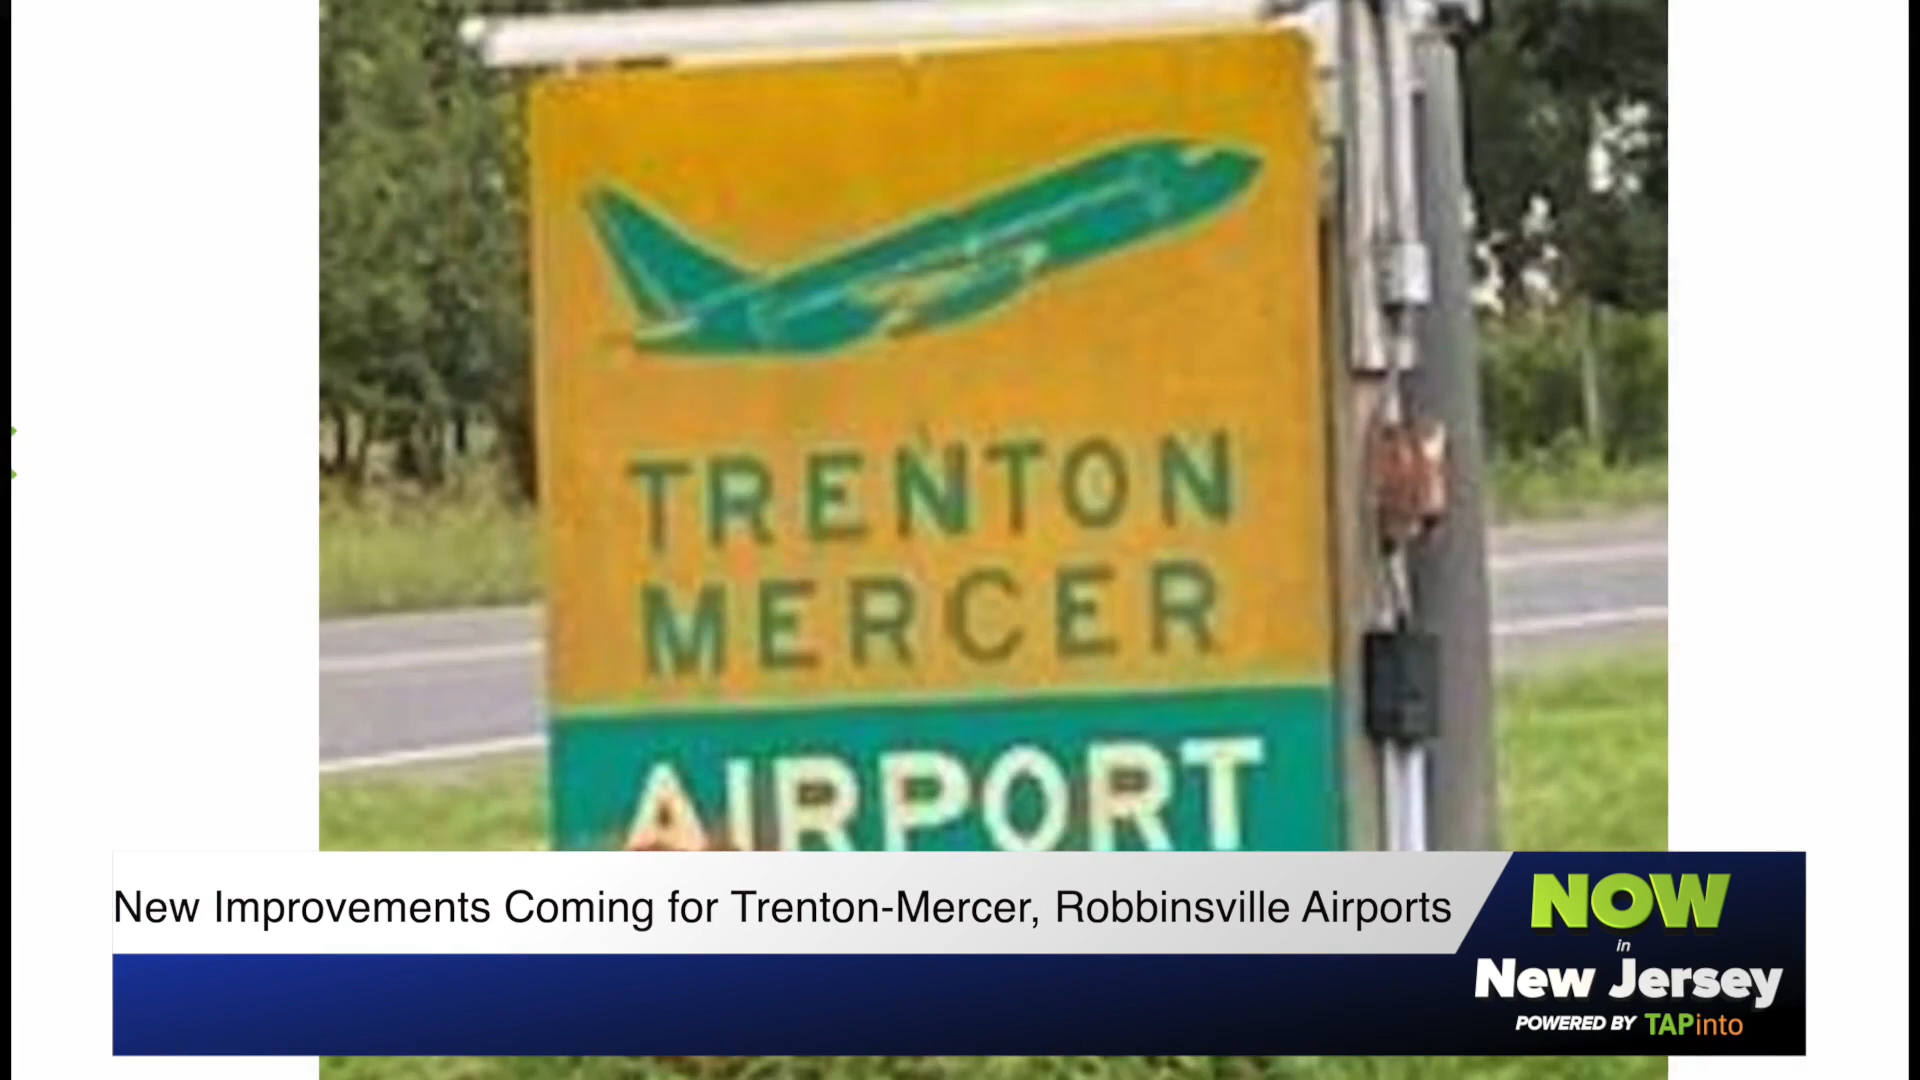 TRENTON
MERCER
AIRPORT
New Improvements Coming for Trenton-Mercer, Robbinsville Airports
NOW
in
New Jersey
POWERED BY TAPinto